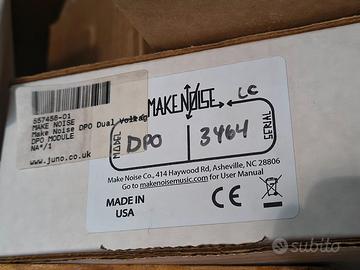 557456-01
MAKE NOISE
Make Noise DPO Dual Voltag
DPO MODULE
NA*/1
www.juno.co.uk
MAKE NOISE
LC
MODEL
DPO
3464
SERIAL
Make Noise Co., 414 Haywood Rd, Asheville, NC 28806
Go to makenoisemusic.com for User Manual
MADE IN
USA
CE
subito